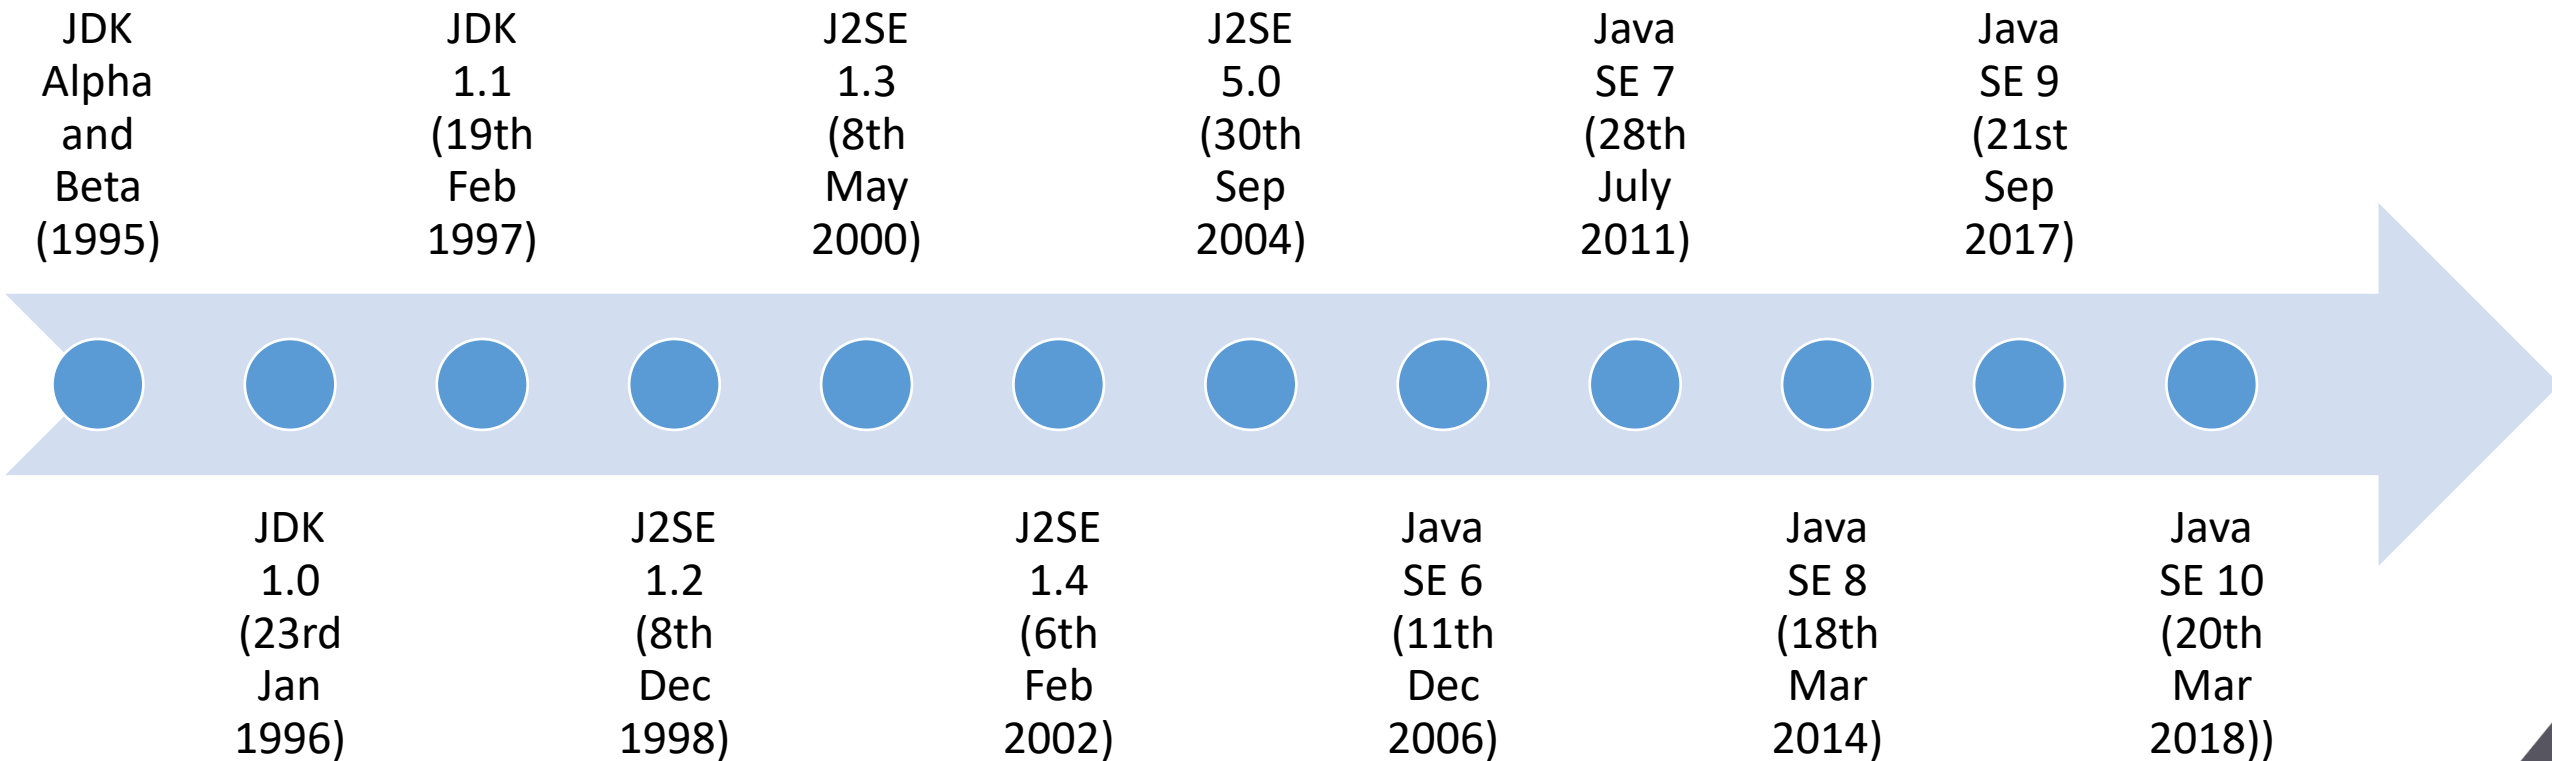 JDK
Alpha
and
Beta
(1995)
JDK
1.0
(23rd
Jan
1996)
JDK
1.1
(19th
Feb
1997)
J2SE
1.2
(8th
Dec
1998)
J2SE
1.3
(8th
May
2000)
J2SE
1.4
(6th
Feb
2002)
J2SE
5.0
(30th
Sep
2004)
Java
SE 6
(11th
Dec
2006)
Java
SE 7
(28th
July
2011)
Java
SE 8
(18th
Mar
2014)
Java
SE 9
(21st
Sep
2017)
Java
SE 10
(20th
Mar
2018))